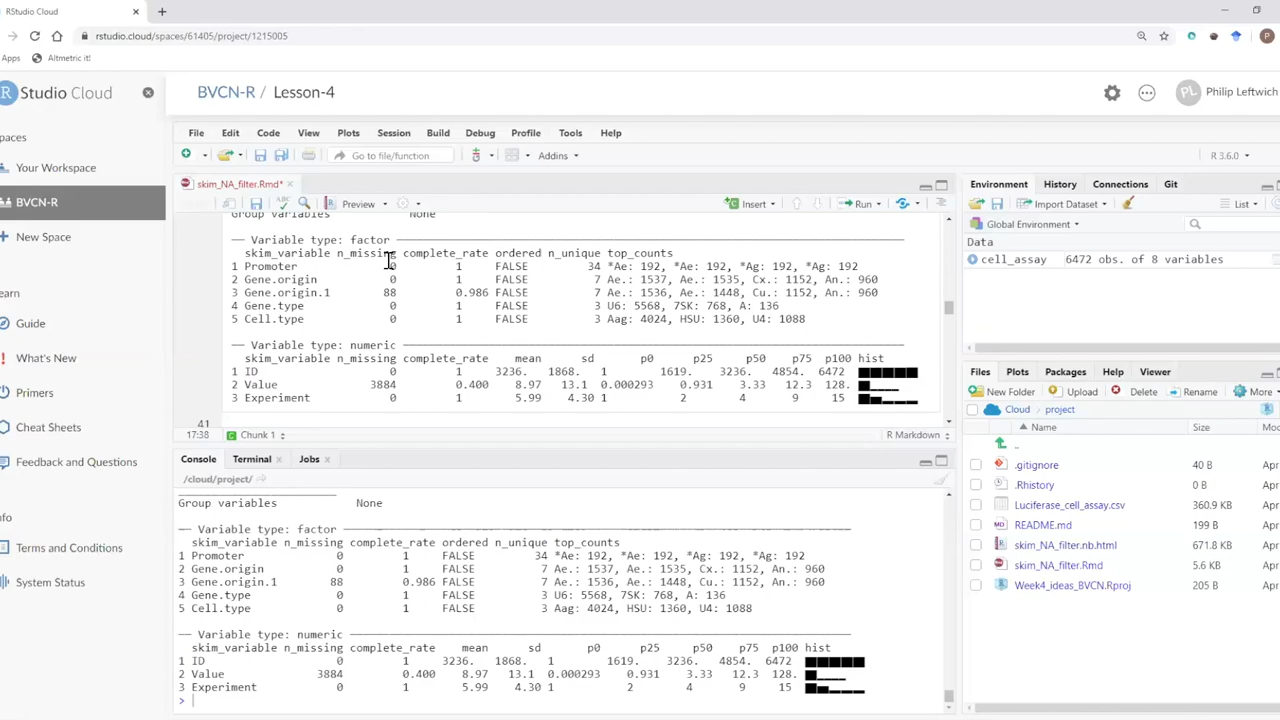 RStudio Cloud
rstudio.cloud/spaces/61405/project/1215005
Apps Altmetric it!
Studio Cloud
BVCN-R / Lesson-4
PL Philip Leftwich
paces
Your Workspace
BVCN-R
New Space
earn
Guide
What's New
Primers
Cheat Sheets
Feedback and Questions
nfo
Terms and Conditions
System Status
File Edit Code View Plots Session Build Debug Profile Tools Help
Go to file/function Addins R 3.6.0
skim_NA_filter.Rmd*
ABC Preview Insert Run
Group variables None
── Variable type: factor
skim_variable n_missing complete_rate ordered n_unique top_counts
1 Promoter 0 1 FALSE 34 *Ae: 192, *Ae: 192, *Ag: 192, *Ag: 192
2 Gene.origin 0 1 FALSE 7 Ae.: 1537, Ae.: 1535, Cx.: 1152, An.: 960
3 Gene.origin.1 88 0.986 FALSE 7 Ae.: 1536, Ae.: 1448, Cu.: 1152, An.: 960
4 Gene.type 0 1 FALSE 3 U6: 5568, 7SK: 768, A: 136
5 Cell.type 0 1 FALSE 3 Aag: 4024, HSU: 1360, U4: 1088
── Variable type: numeric
skim_variable n_missing complete_rate mean sd p0 p25 p50 p75 p100 hist
1 ID 0 1 3236. 1868. 1 1619. 3236. 4854. 6472
2 Value 3884 0.400 8.97 13.1 0.000293 0.931 3.33 12.3 128.
3 Experiment 0 1 5.99 4.30 1 2 4 9 15
41
17:38 Chunk 1 R Markdown
Console Terminal Jobs
/cloud/project/
Group variables None
── Variable type: factor
skim_variable n_missing complete_rate ordered n_unique top_counts
1 Promoter 0 1 FALSE 34 *Ae: 192, *Ae: 192, *Ag: 192, *Ag: 192
2 Gene.origin 0 1 FALSE 7 Ae.: 1537, Ae.: 1535, Cx.: 1152, An.: 960
3 Gene.origin.1 88 0.986 FALSE 7 Ae.: 1536, Ae.: 1448, Cu.: 1152, An.: 960
4 Gene.type 0 1 FALSE 3 U6: 5568, 7SK: 768, A: 136
5 Cell.type 0 1 FALSE 3 Aag: 4024, HSU: 1360, U4: 1088
── Variable type: numeric
skim_variable n_missing complete_rate mean sd p0 p25 p50 p75 p100 hist
1 ID 0 1 3236. 1868. 1 1619. 3236. 4854. 6472
2 Value 3884 0.400 8.97 13.1 0.000293 0.931 3.33 12.3 128.
3 Experiment 0 1 5.99 4.30 1 2 4 9 15
>
Environment History Connections Git
Import Dataset List
Global Environment
Data
cell_assay 6472 obs. of 8 variables
Files Plots Packages Help Viewer
New Folder Upload Delete Rename More
Cloud project
Name Size Moc
..
.gitignore 40 B Apr
.Rhistory 0 B Apr
Luciferase_cell_assay.csv 360.9 KB Apr
README.md 199 B Apr
skim_NA_filter.nb.html 671.8 KB Apr
skim_NA_filter.Rmd 5.6 KB Apr
Week4_ideas_BVCN.Rproj 205 B Apr